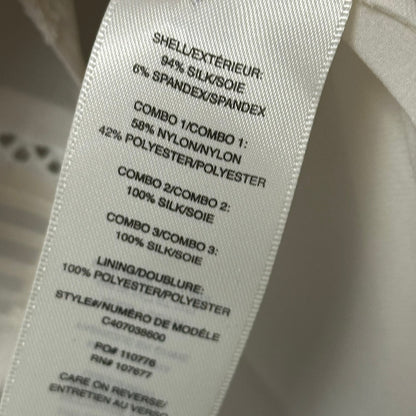 SHELL/EXTÉRIEUR:
94% SILK/SOIE
6% SPANDEX/SPANDEX
COMBO 1/COMBO 1:
58% NYLON/NYLON
42% POLYESTER/POLYESTER
COMBO 2/COMBO 2:
100% SILK/SOIE
COMBO 3/COMBO 3:
100% SILK/SOIE
LINING/DOUBLURE:
100% POLYESTER/POLYESTER
STYLE#/NUMÉRO DE MODÈLE
C407038600
PO# 110776
RN# 107677
CARE ON REVERSE/
ENTRETIEN AU VERSO